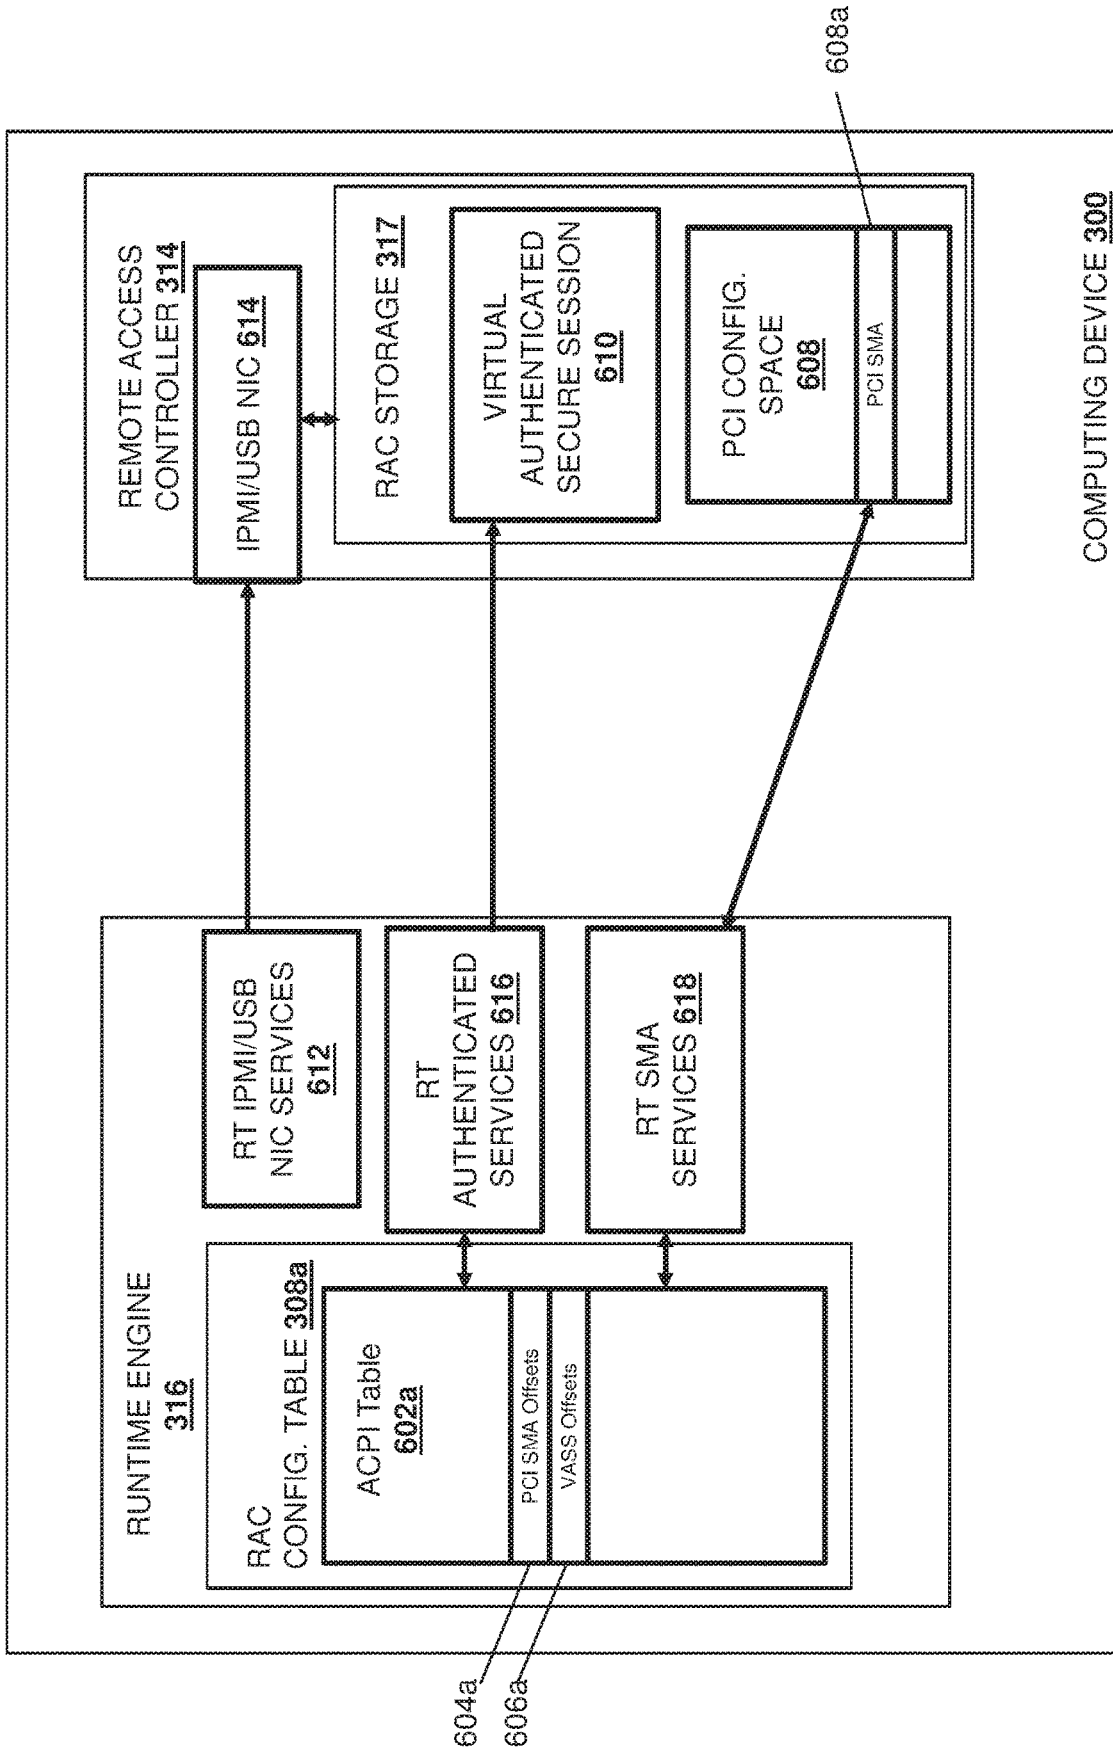 RUNTIME ENGINE
316
RAC
CONFIG. TABLE 308a
ACPI Table
602a
PCI SMA Offsets
VASS Offsets
604a
606a
RT IPMI/USB
NIC SERVICES
612
RT
AUTHENTICATED
SERVICES 616
RT SMA
SERVICES 618
REMOTE ACCESS
CONTROLLER 314
IPMI/USB NIC 614
RAC STORAGE 317
VIRTUAL
AUTHENTICATED
SECURE SESSION
610
PCI CONFIG.
SPACE
608
PCI SMA
608a
COMPUTING DEVICE 300